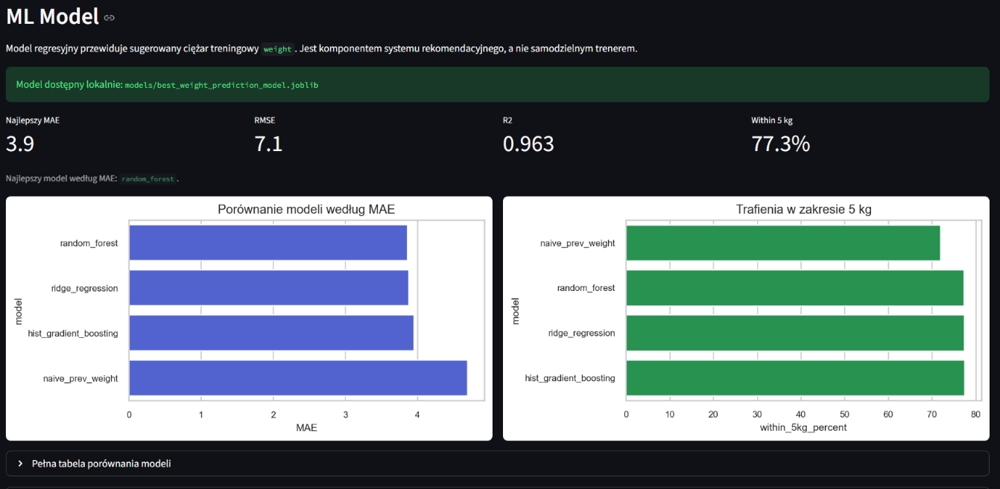 ML Model
Model regresyjny przewiduje sugerowany ciężar treningowy weight. Jest komponentem systemu rekomendacyjnego, a nie samodzielnym trenerem.
Model dostępny lokalnie: models/best_weight_prediction_model.joblib
Najlepszy MAE
3.9
RMSE
7.1
R2
0.963
Within 5 kg
77.3%
Najlepszy model według MAE: random_forest.
Porównanie modeli według MAE
model
random_forest
ridge_regression
hist_gradient_boosting
naive_prev_weight
0 1 2 3 4
MAE
Trafienia w zakresie 5 kg
model
naive_prev_weight
random_forest
ridge_regression
hist_gradient_boosting
0 10 20 30 40 50 60 70 80
within_5kg_percent
Pełna tabela porównania modeli